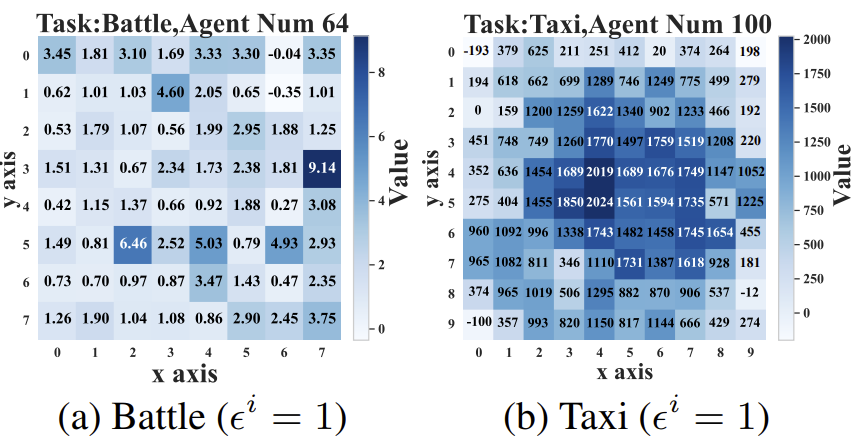 Task:Battle,Agent Num 64
0 3.45 1.81 3.10 1.69 3.33 3.30 -0.04 3.35
1 0.62 1.01 1.03 4.60 2.05 0.65 -0.35 1.01
2 0.53 1.79 1.07 0.56 1.99 2.95 1.88 1.25
3 1.51 1.31 0.67 2.34 1.73 2.38 1.81 9.14
4 0.42 1.15 1.37 0.66 0.92 1.88 0.27 3.08
5 1.49 0.81 6.46 2.52 5.03 0.79 4.93 2.93
6 0.73 0.70 0.97 0.87 3.47 1.43 0.47 2.35
7 1.26 1.90 1.04 1.08 0.86 2.90 2.45 3.75
0 1 2 3 4 5 6 7
x axis
y axis
8
6
4
2
0
Value
(a) Battle (ϵ^i = 1)
Task:Taxi,Agent Num 100
0 -193 379 625 211 251 412 20 374 264 198
1 194 618 662 699 1289 746 1249 775 499 279
2 0 159 1200 1259 1622 1340 902 1233 466 192
3 451 748 749 1260 1770 1497 1759 1519 1208 220
4 352 636 1454 1689 2019 1689 1676 1749 1147 1052
5 275 404 1455 1850 2024 1561 1594 1735 571 1225
6 960 1092 996 1338 1743 1482 1458 1745 1654 455
7 965 1082 811 346 1110 1731 1387 1618 928 181
8 374 965 1019 506 1295 882 870 906 537 -12
9 -100 357 993 820 1150 817 1144 666 429 274
0 1 2 3 4 5 6 7 8 9
x axis
y axis
2000
1750
1500
1250
1000
750
500
250
0
Value
(b) Taxi (ϵ^i = 1)